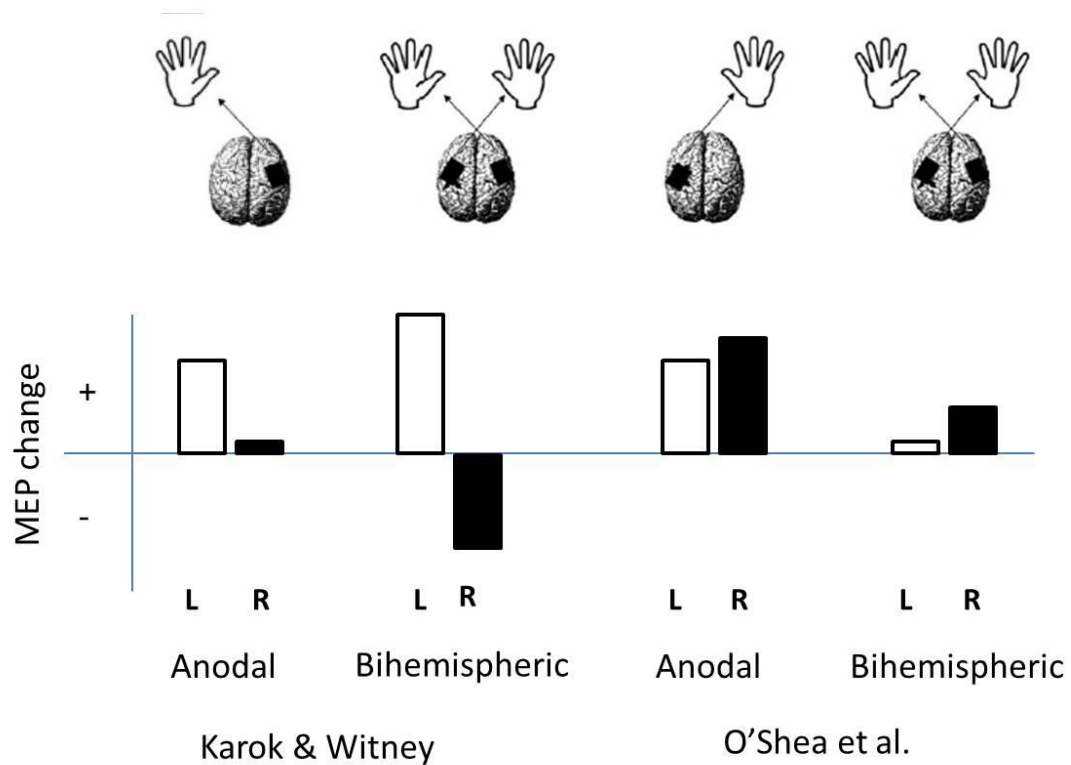 MEP change
+
-
L R L R L R L R
Anodal Bihemispheric Anodal Bihemispheric
Karok & Witney O'Shea et al.